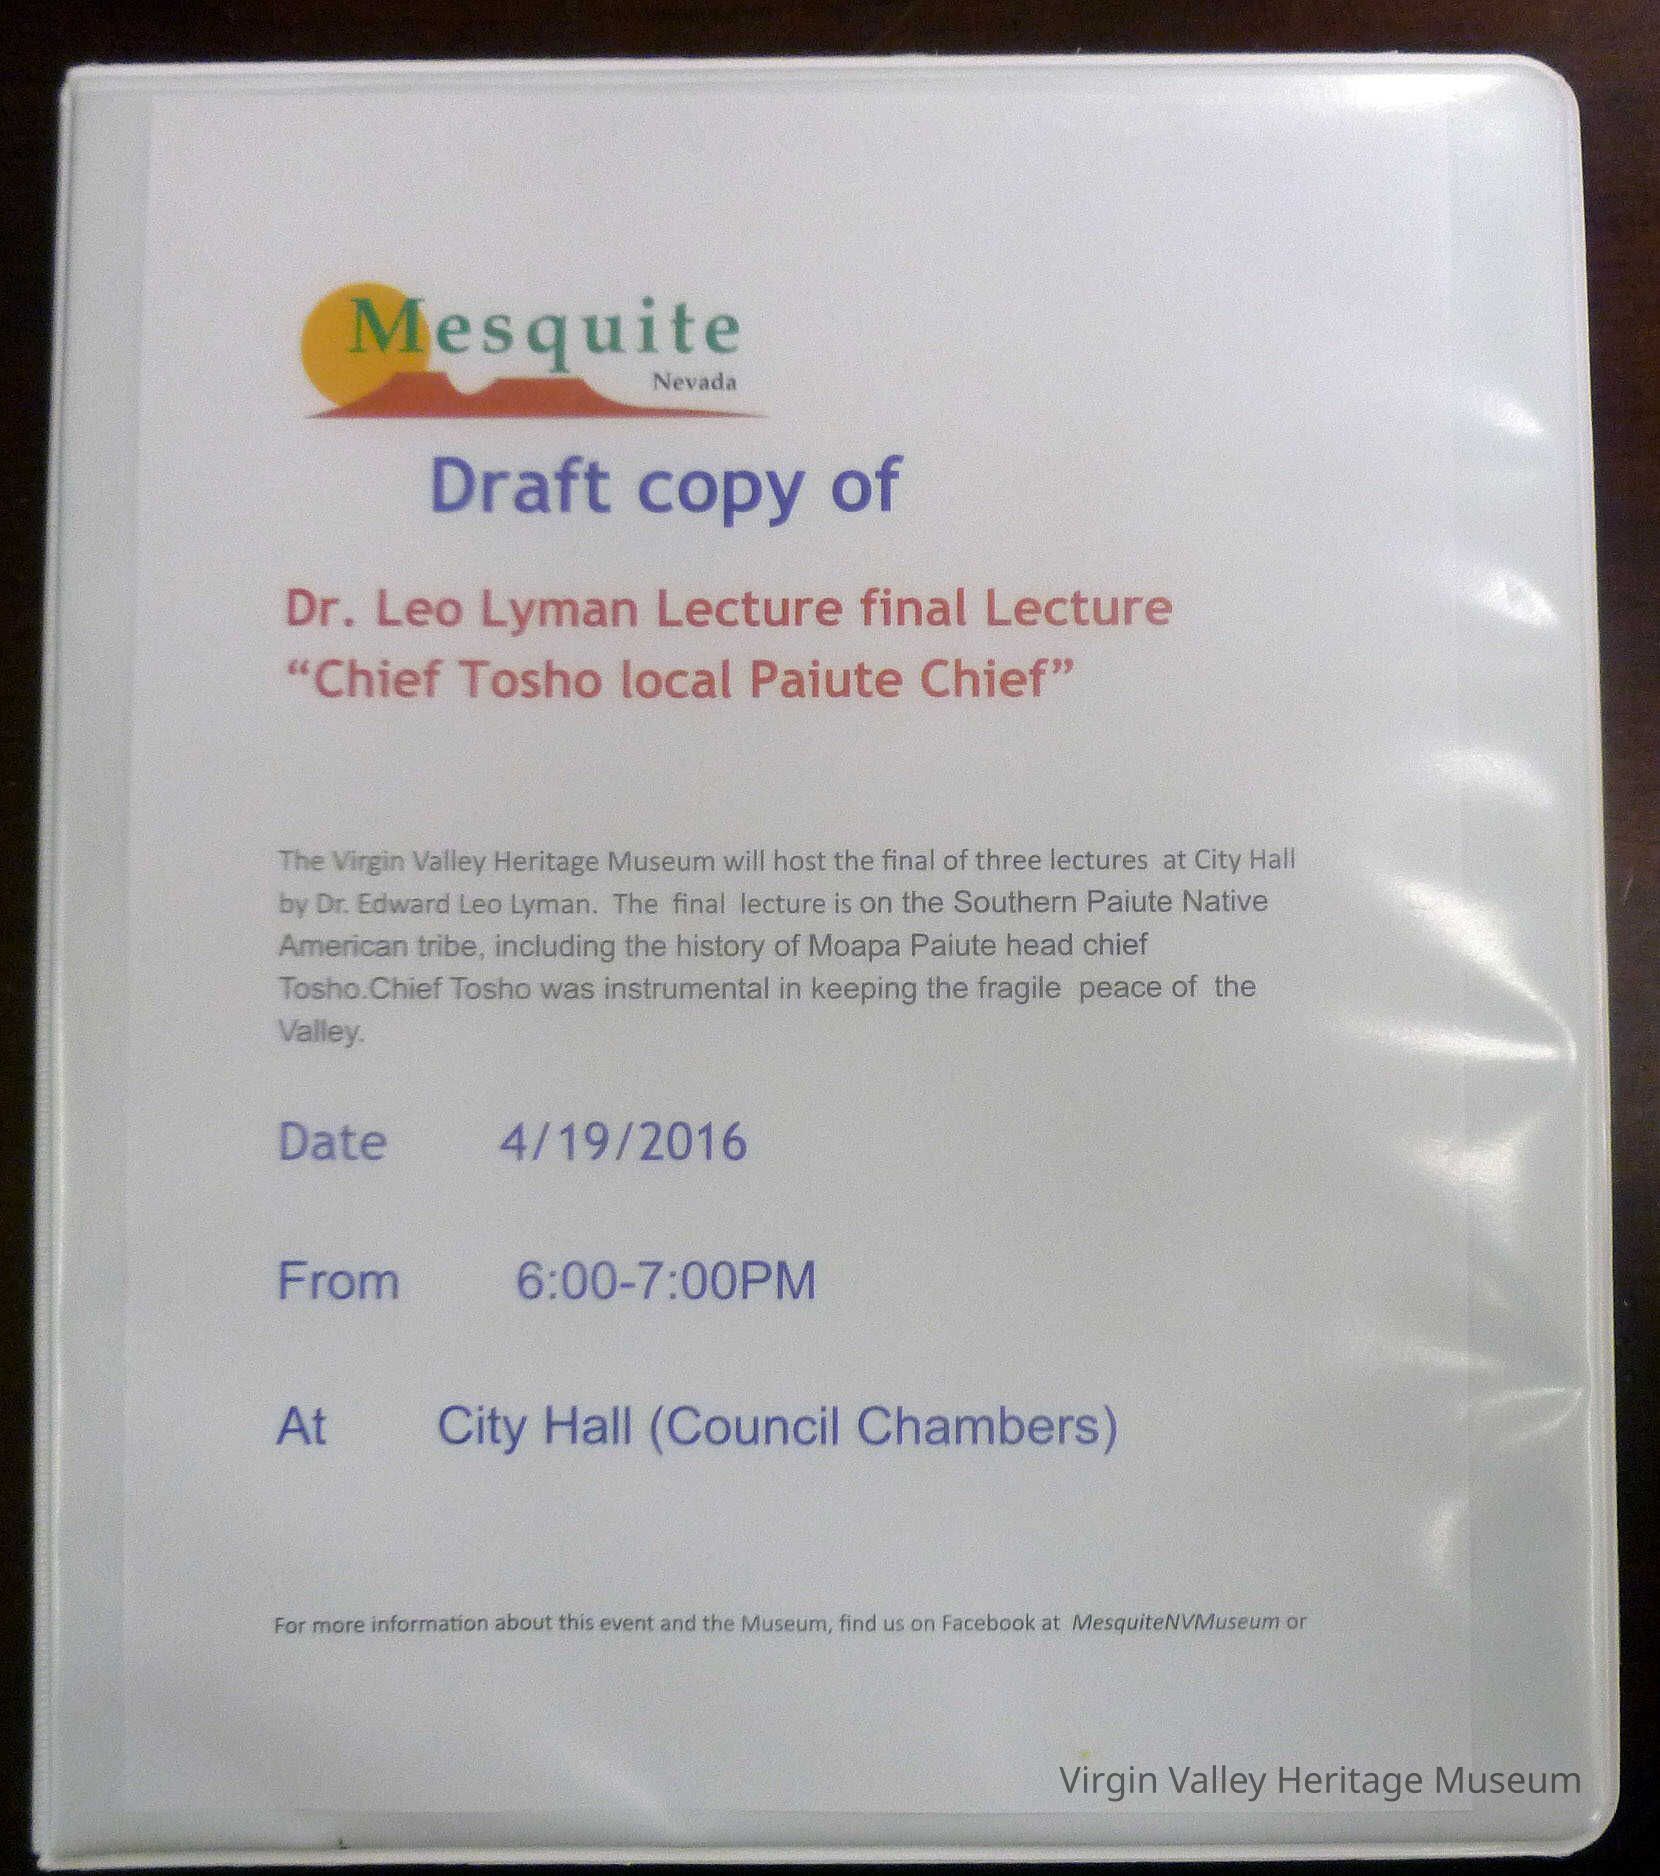 Mesquite
Nevada
Draft copy of
Dr. Leo Lyman Lecture final Lecture
“Chief Tosho local Paiute Chief”
The Virgin Valley Heritage Museum will host the final of three lectures at City Hall
by Dr. Edward Leo Lyman. The final lecture is on the Southern Paiute Native
American tribe, including the history of Moapa Paiute head chief
Tosho.Chief Tosho was instrumental in keeping the fragile peace of the
Valley.
Date 4/19/2016
From 6:00-7:00PM
At City Hall (Council Chambers)
For more information about this event and the Museum, find us on Facebook at MesquiteNVMuseum or
Virgin Valley Heritage Museum